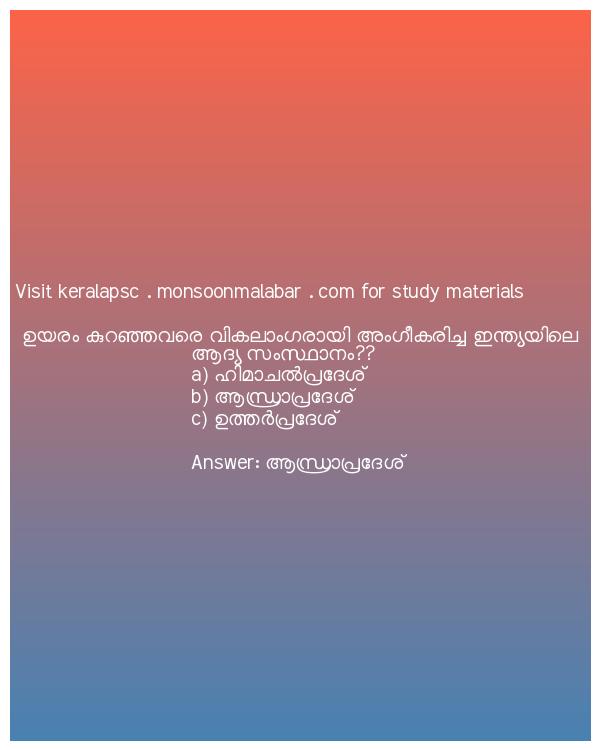 Visit keralapsc . monsoonmalabar . com for study materials
ഉയരം കുറഞ്ഞവരെ വികലാംഗരായി അംഗീകരിച്ച ഇന്ത്യയിലെ
ആദ്യ സംസ്ഥാനം??
a) ഹിമാചൽപ്രദേശ്
b) ആന്ധ്രാപ്രദേശ്
c) ഉത്തർപ്രദേശ്
Answer: ആന്ധ്രാപ്രദേശ്